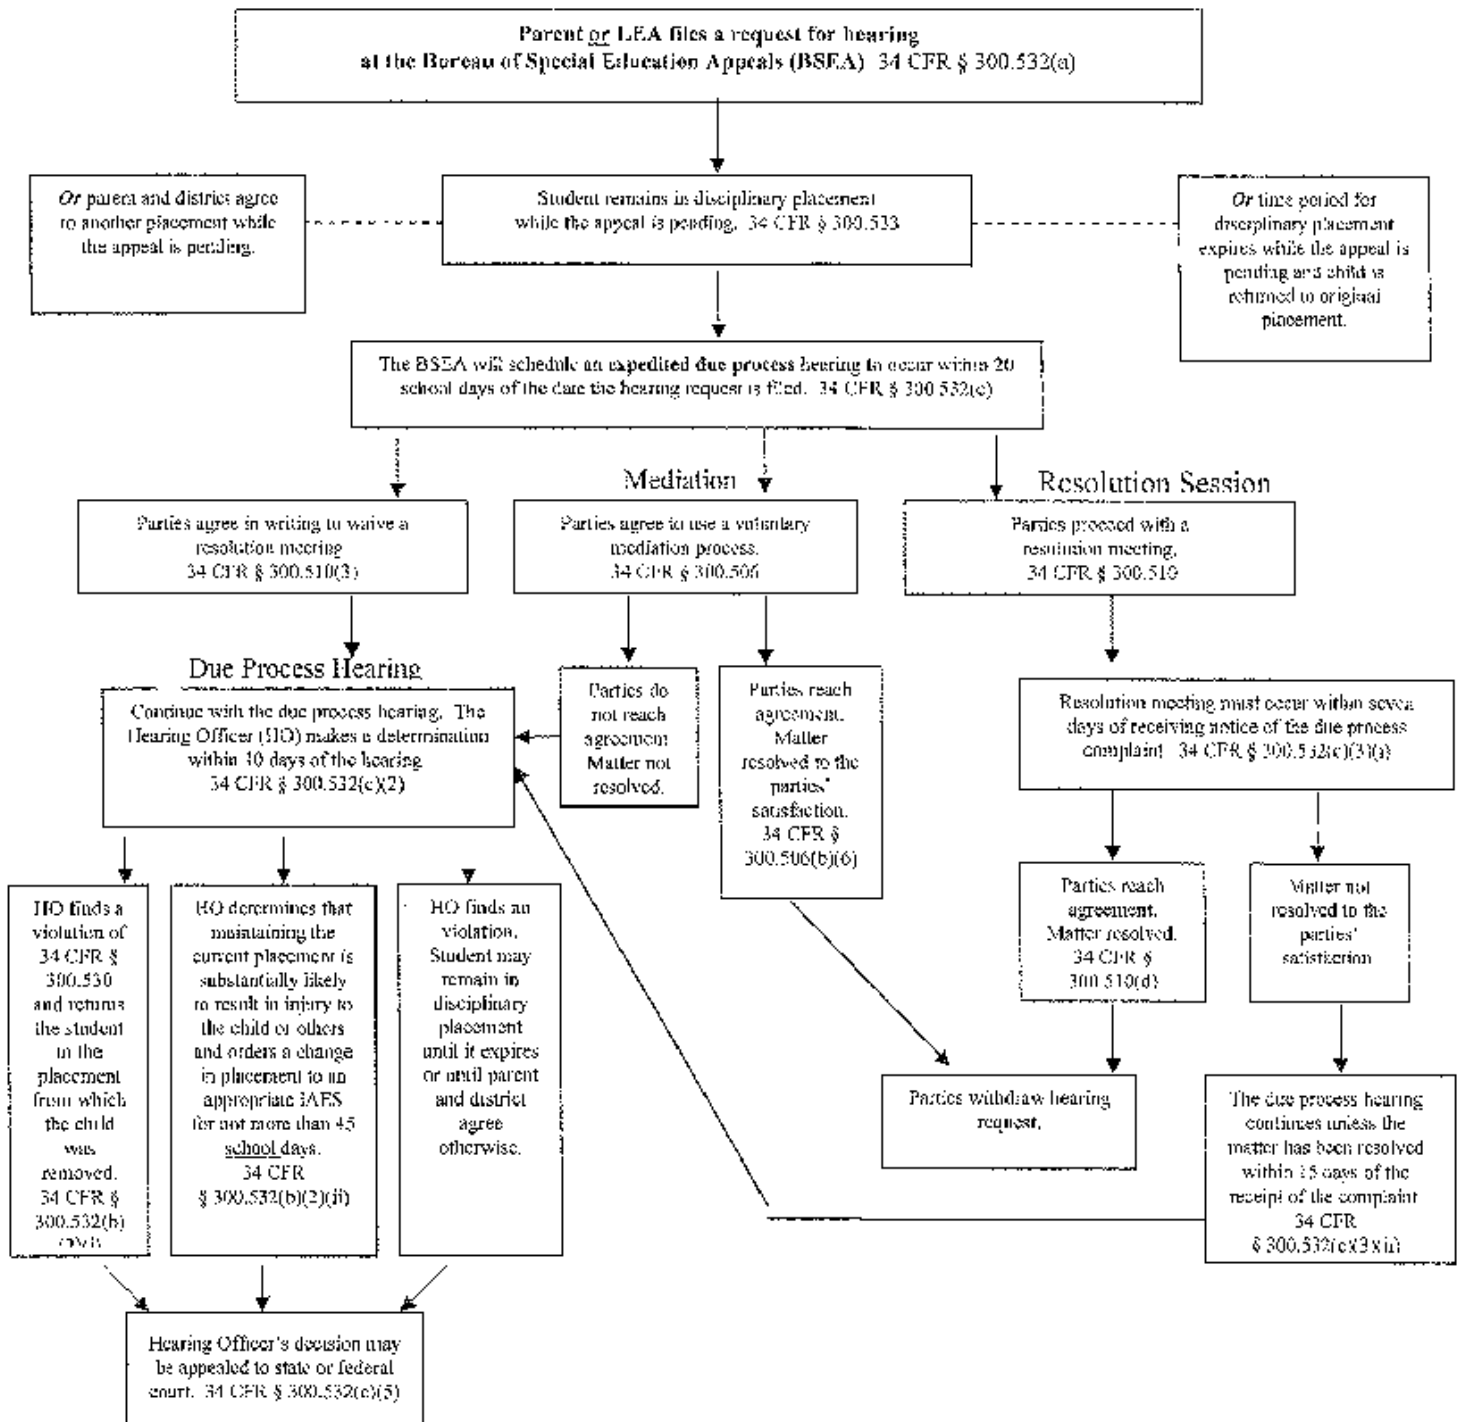 Parent or LEA files a request for hearing
at the Bureau of Special Education Appeals (BSEA) 34 CFR § 300.532(a)
Or parent and district agree
to another placement while
the appeal is pending.
Student remains in disciplinary placement
while the appeal is pending. 34 CFR § 300.533
Or time period for
disciplinary placement
expires while the appeal is
pending and child is
returned to original
placement.
The BSEA will schedule an expedited due process hearing to occur within 20
school days of the date the hearing request is filed. 34 CFR § 300.532(c)
Mediation
Resolution Session
Parties agree in writing to waive a
resolution meeting
34 CFR § 300.510(3)
Parties agree to use a voluntary
mediation process.
34 CFR § 300.506
Parties proceed with a
resolution meeting.
34 CFR § 300.510
Due Process Hearing
Continue with the due process hearing. The
Hearing Officer (HO) makes a determination
within 10 days of the hearing
34 CFR § 300.532(c)(2)
Parties do
not reach
agreement
Matter not
resolved.
Parties reach
agreement.
Matter
resolved to the
parties'
satisfaction.
34 CFR §
300.506(b)(6)
Resolution meeting must occur within seven
days of receiving notice of the due process
complaint. 34 CFR § 300.532(c)(3)(i)
Parties reach
agreement.
Matter resolved.
34 CFR §
300.510(d)
Matter not
resolved to the
parties'
satisfaction
HO finds a
violation of
34 CFR §
300.530
and returns
the student
to the
placement
from which
the child
was
removed.
34 CFR §
300.532(b)
HO determines that
maintaining the
current placement is
substantially likely
to result in injury to
the child or others
and orders a change
in placement to an
appropriate IAES
for not more than 45
school days.
34 CFR
§ 300.532(b)(2)(ii)
HO finds no
violation.
Student may
remain in
disciplinary
placement
until it expires
or until parent
and district
agree
otherwise.
Parties withdraw hearing
request.
The due process hearing
continues unless the
matter has been resolved
within 15 days of the
receipt of the complaint
34 CFR
§ 300.532(c)(3)(ii)
Hearing Officer's decision may
be appealed to state or federal
court. 34 CFR § 300.532(c)(5)